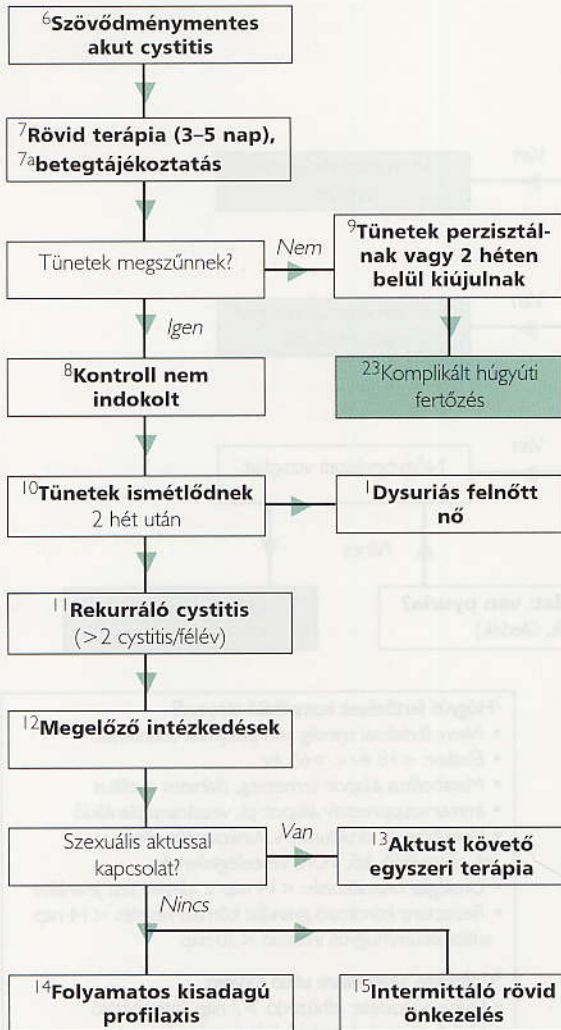 6Szövődménymentes
akut cystitis
7Rövid terápia (3–5 nap),
7abetegtájékoztatás
Tünetek megszűnnek?
Nem
9Tünetek perzisztál-
nak vagy 2 héten
belül kiújulnak
Igen
8Kontroll nem
indokolt
23Komplikált húgyúti
fertőzés
10Tünetek ismétlődnek
2 hét után
1Dysuriás felnőtt
nő
11Rekurráló cystitis
(>2 cystitis/félév)
12Megelőző intézkedések
Szexuális aktussal
kapcsolat?
Van
13Aktust követő
egyszeri terápia
Nincs
14Folyamatos kisadagú
profilaxis
15Intermittáló rövid
önkezelés